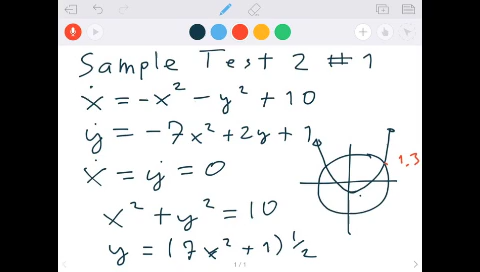 Sample Test 2 #1
ẋ = -x² - y² + 10
ẏ = -7x² + 2y + 1
ẋ = ẏ = 0
x² + y² = 10
y = (7x² + 1) 1/2
1.3
1/1